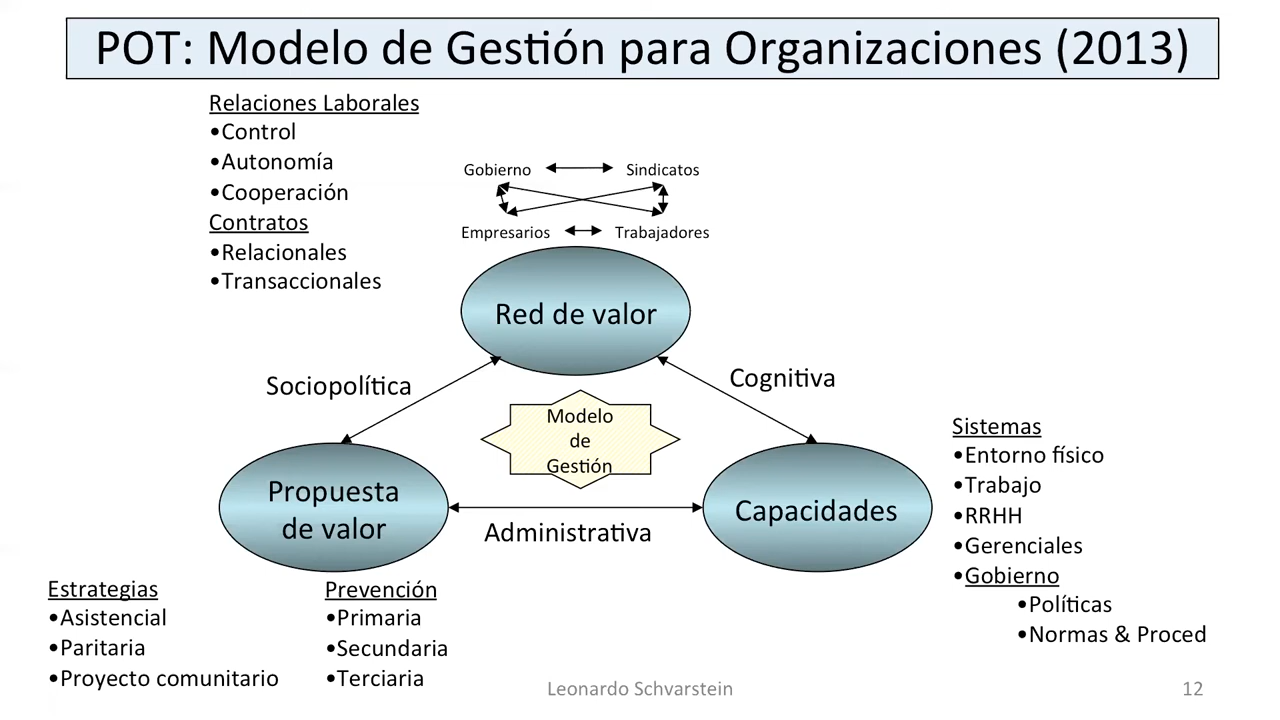 POT: Modelo de Gestión para Organizaciones (2013)
Relaciones Laborales
•Control
•Autonomía
•Cooperación
Contratos
•Relacionales
•Transaccionales
Gobierno
Sindicatos
Empresarios
Trabajadores
Red de valor
Sociopolítica
Cognitiva
Modelo
de
Gestión
Propuesta
de valor
Administrativa
Capacidades
Sistemas
•Entorno físico
•Trabajo
•RRHH
•Gerenciales
•Gobierno
•Políticas
•Normas & Proced
Estrategias
•Asistencial
•Paritaria
•Proyecto comunitario
Prevención
•Primaria
•Secundaria
•Terciaria
Leonardo Schvarstein
12